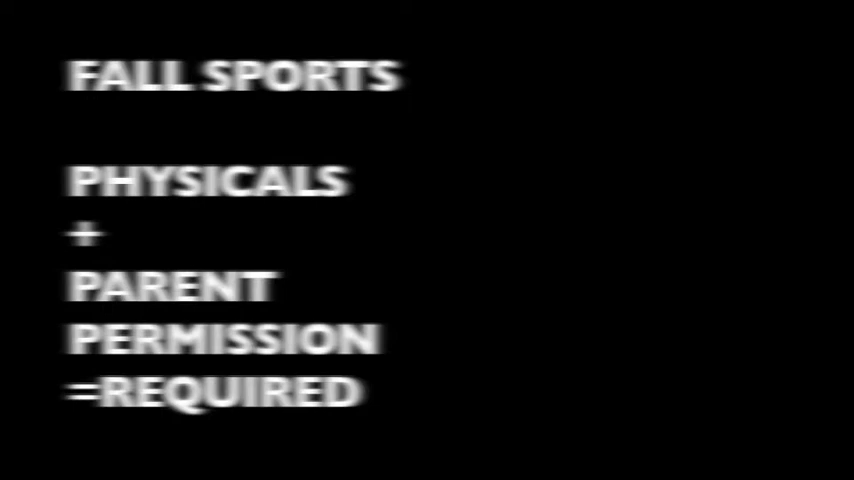 FALL SPORTS
PHYSICALS
+
PARENT
PERMISSION
=REQUIRED